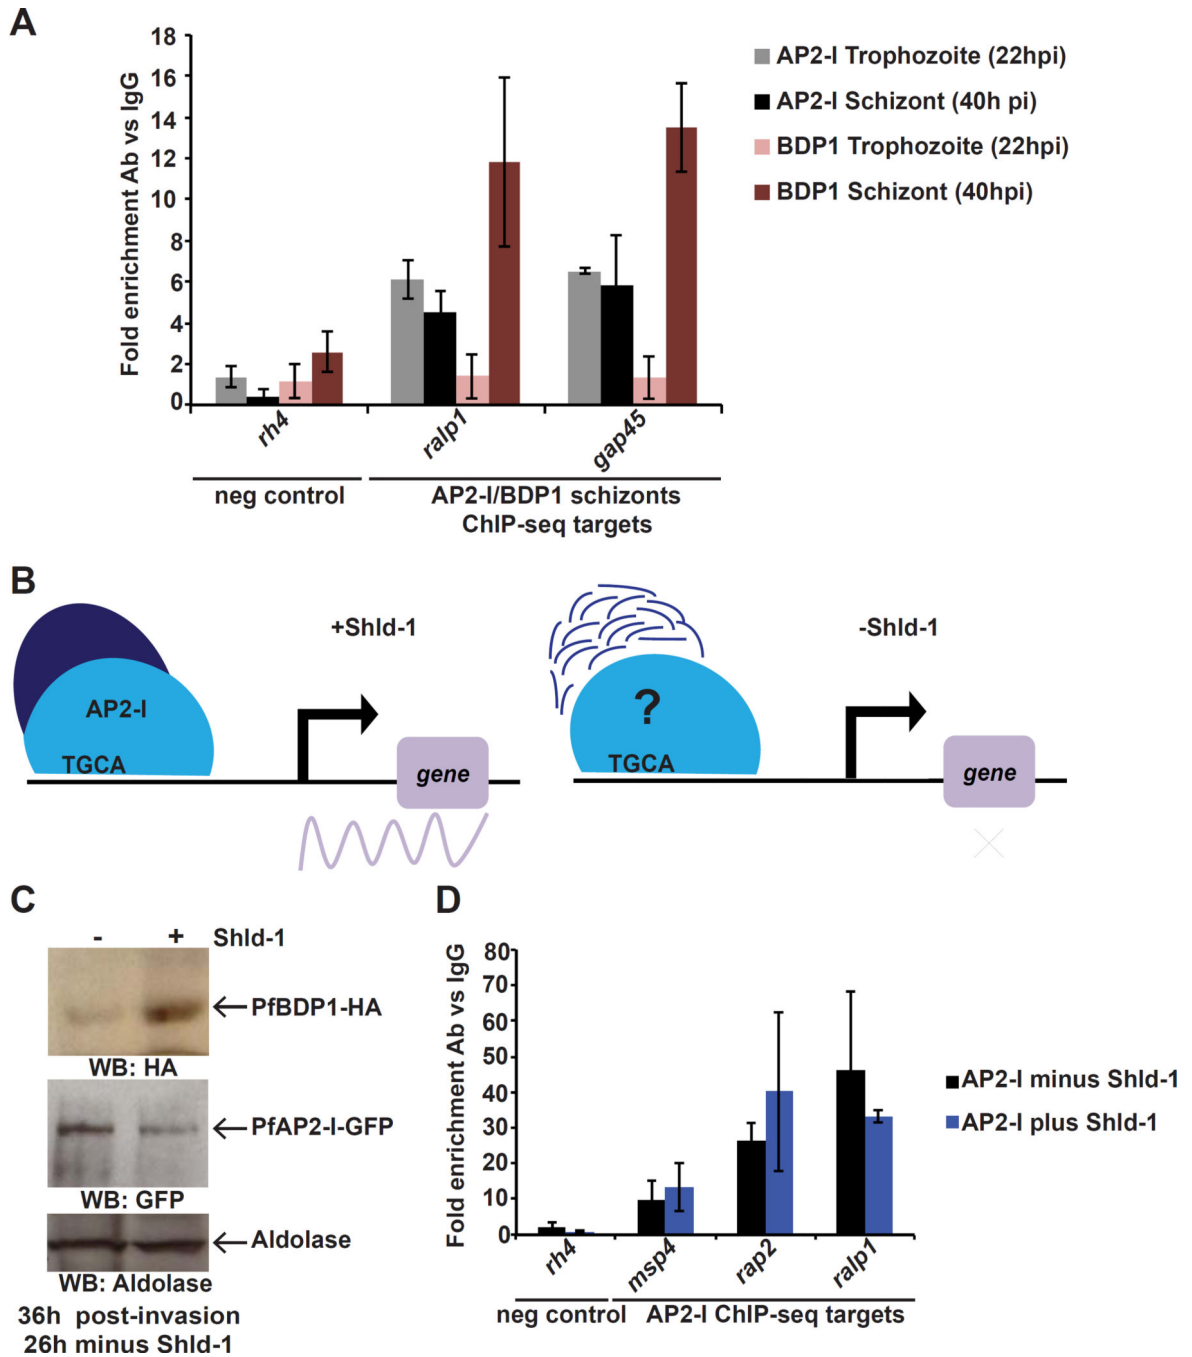 A
Fold enrichment Ab vs IgG
18
16
14
12
10
8
6
4
2
0
rh4
ralp1
gap45
neg control
AP2-I/BDP1 schizonts
ChIP-seq targets
AP2-I Trophozoite (22hpi)
AP2-I Schizont (40h pi)
BDP1 Trophozoite (22hpi)
BDP1 Schizont (40hpi)
B
+Shld-1
AP2-I
TGCA
gene
-Shld-1
?
TGCA
gene
C
- + Shld-1
PfBDP1-HA
WB: HA
PfAP2-I-GFP
WB: GFP
Aldolase
WB: Aldolase
36h post-invasion
26h minus Shld-1
D
Fold enrichment Ab vs IgG
80
70
60
50
40
30
20
10
0
rh4
msp4
rap2
ralp1
neg control
AP2-I ChIP-seq targets
AP2-I minus Shld-1
AP2-I plus Shld-1